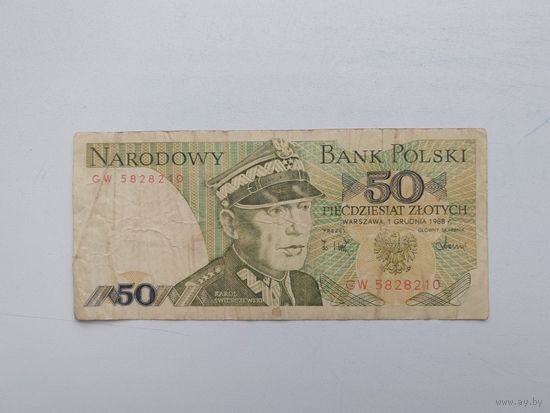 NARODOWY BANK POLSKI
GW 5828210
50
PIĘĆDZIESIĄT ZŁOTYCH
WARSZAWA, 1 GRUDNIA 1988 r.
PREZES GŁÓWNY SKARBNIK
50
KAROL
ŚWIERCZEWSKI
GW 5828210
www.ay.by